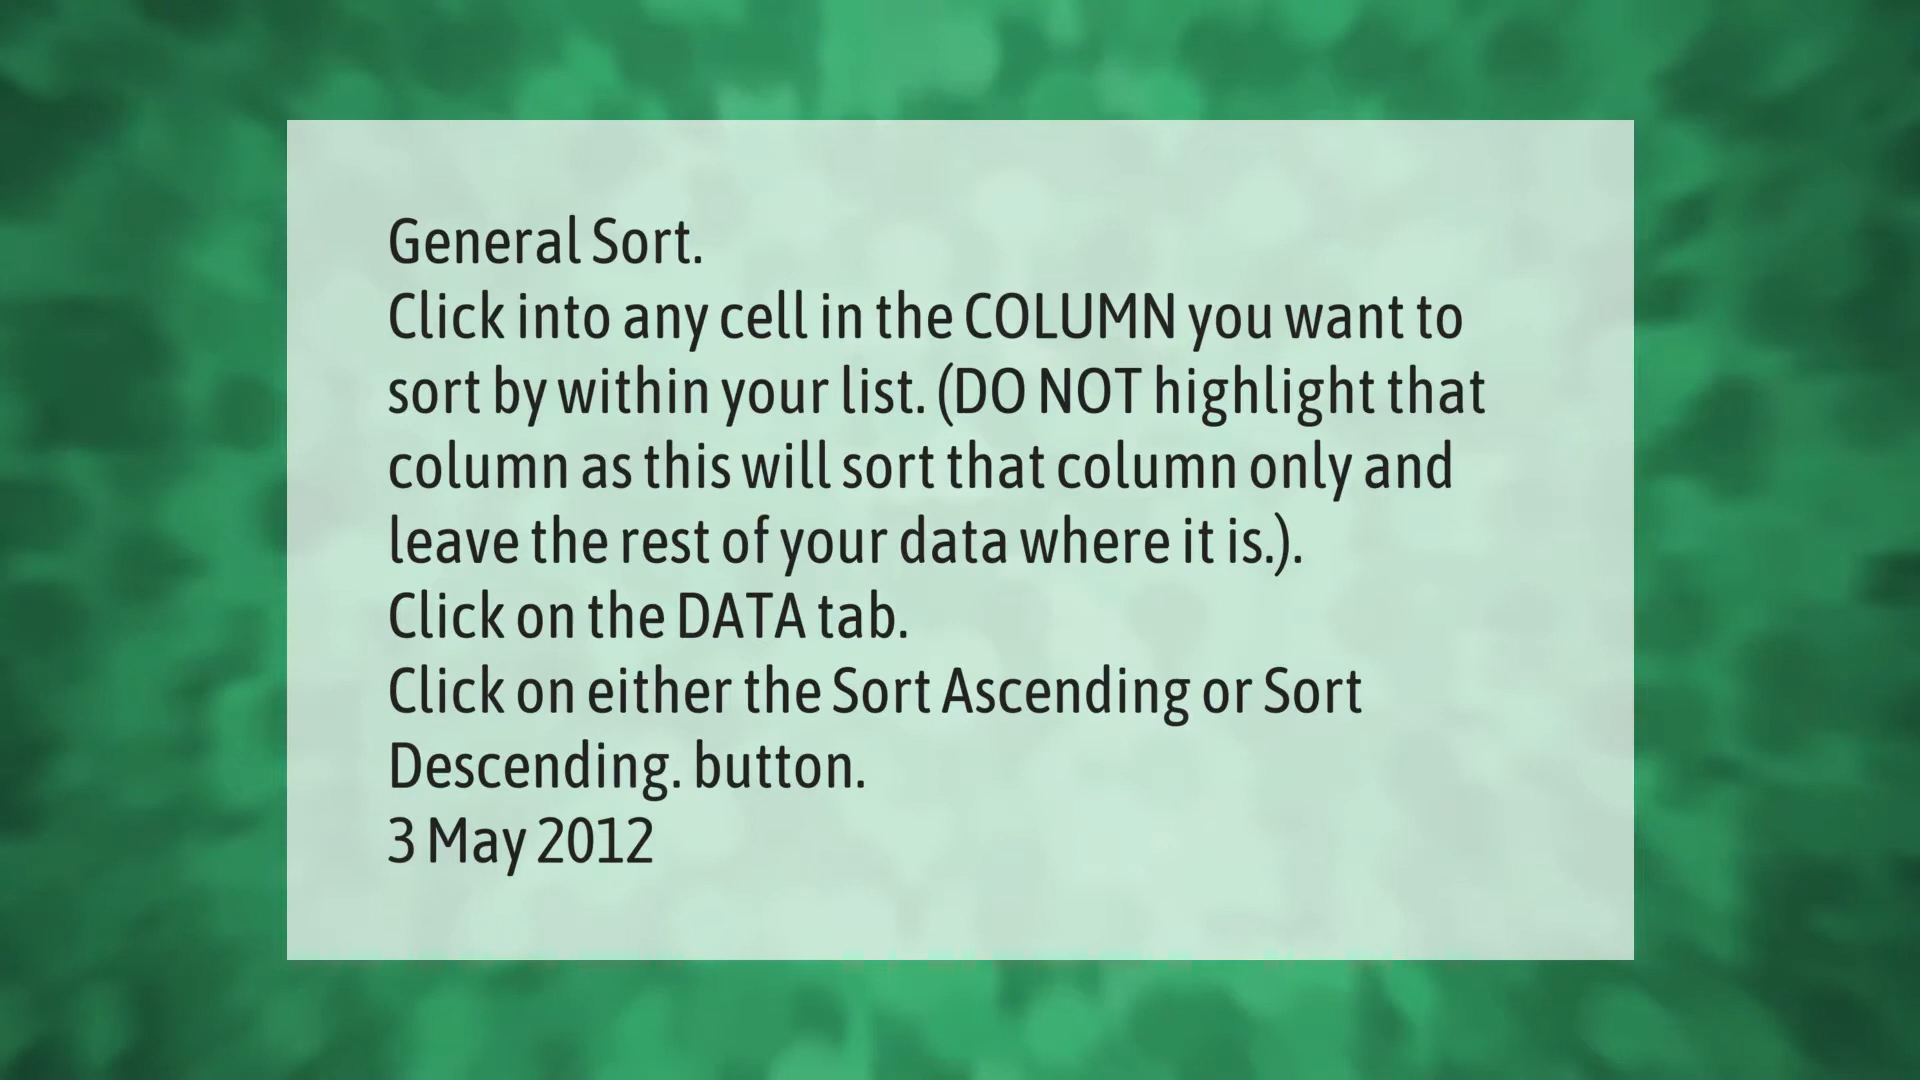 General Sort.
Click into any cell in the COLUMN you want to
sort by within your list. (DO NOT highlight that
column as this will sort that column only and
leave the rest of your data where it is.).
Click on the DATA tab.
Click on either the Sort Ascending or Sort
Descending. button.
3 May 2012